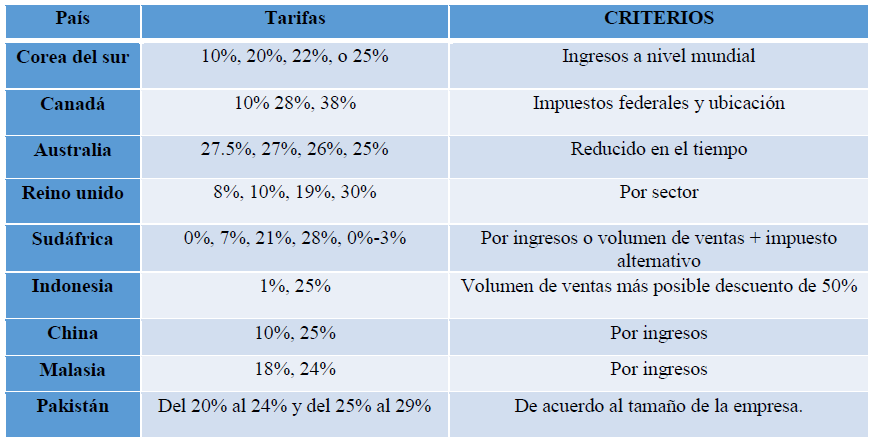 País Tarifas CRITERIOS
Corea del sur 10%, 20%, 22%, o 25% Ingresos a nivel mundial
Canadá 10% 28%, 38% Impuestos federales y ubicación
Australia 27.5%, 27%, 26%, 25% Reducido en el tiempo
Reino unido 8%, 10%, 19%, 30% Por sector
Sudáfrica 0%, 7%, 21%, 28%, 0%-3% Por ingresos o volumen de ventas + impuesto
alternativo
Indonesia 1%, 25% Volumen de ventas más posible descuento de 50%
China 10%, 25% Por ingresos
Malasia 18%, 24% Por ingresos
Pakistán Del 20% al 24% y del 25% al 29% De acuerdo al tamaño de la empresa.